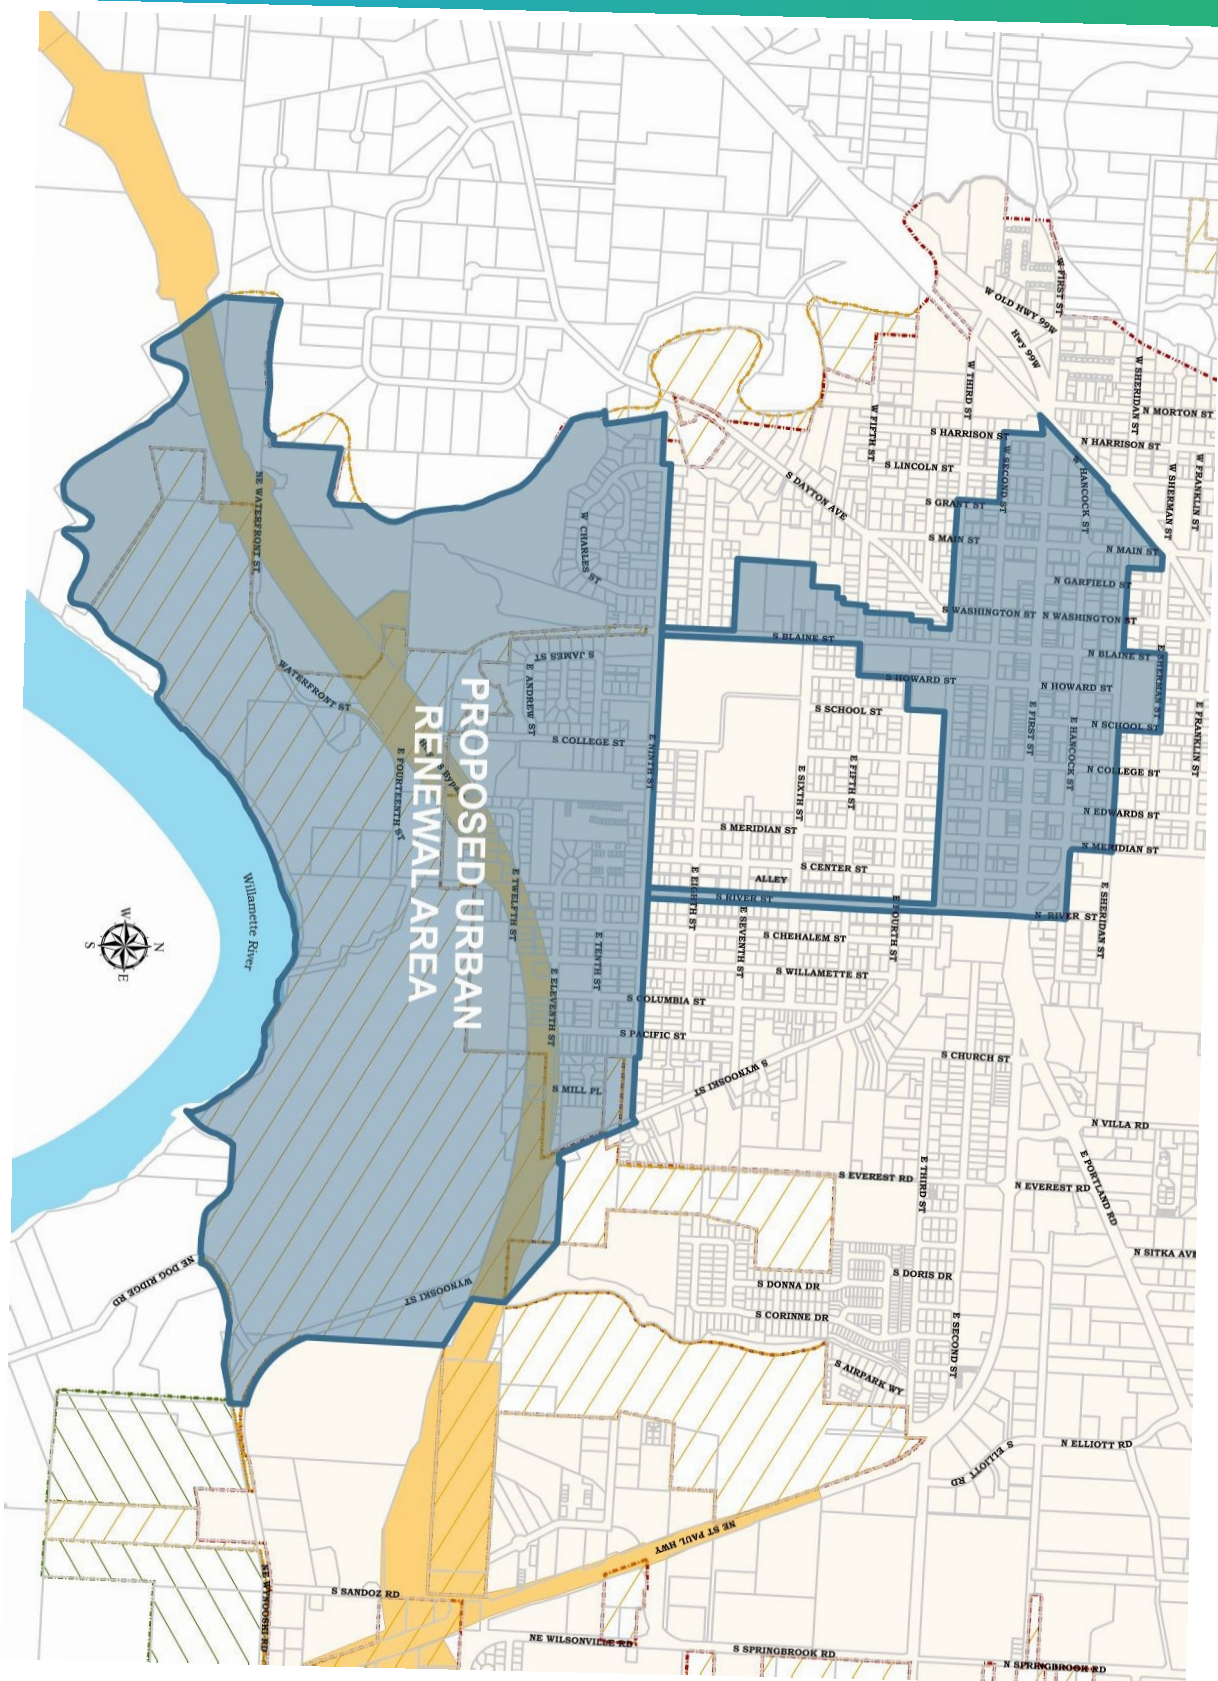 W FIRST ST
W OLD HWY 99W
Hwy 99W
W SHERIDAN ST
W THIRD ST
N MORTON ST
W FIFTH ST
S HARRISON ST
N HARRISON ST
W SECOND ST
W HANCOCK ST
W SHERMAN ST
W FRANKLIN ST
S LINCOLN ST
S DAYTON AVE
S GRANT ST
NE WATERFRONT ST
W CHARLES ST
S MAIN ST
N MAIN ST
N GARFIELD ST
S WASHINGTON ST
N WASHINGTON ST
S BLAINE ST
N BLAINE ST
E SHERMAN ST
S JAMES ST
WATERFRONT ST
E ANDREW ST
S HOWARD ST
N HOWARD ST
S SCHOOL ST
N SCHOOL ST
E FIRST ST
E HANCOCK ST
E FRANKLIN ST
PROPOSED URBAN
RENEWAL AREA
S COLLEGE ST
E NINTH ST
E FOURTEENTH ST
E SIXTH ST
E FIFTH ST
N COLLEGE ST
N EDWARDS ST
S MERIDIAN ST
N MERIDIAN ST
S CENTER ST
ALLEY
Willamette River
E TWELFTH ST
E EIGHTH ST
S RIVER ST
N RIVER ST
E SEVENTH ST
E FOURTH ST
E SHERIDAN ST
E TENTH ST
S CHEHALEM ST
S WILLAMETTE ST
N
W
E
S
E ELEVENTH ST
S COLUMBIA ST
S PACIFIC ST
S CHURCH ST
S WYNOOSKI ST
S MILL PL
N VILLA RD
E PORTLAND RD
S EVEREST RD
E THIRD ST
N EVEREST RD
N SITKA AVE
NE DOG RIDGE RD
WYNOOSKI ST
S DONNA DR
S DORIS DR
S CORINNE DR
E SECOND ST
S AIRPARK WY
S ELLIOTT RD
N ELLIOTT RD
NE ST PAUL HWY
NE WYNOOSKI RD
S SANDOZ RD
NE WILSONVILLE RD
S SPRINGBROOK RD
N SPRINGBROOK RD